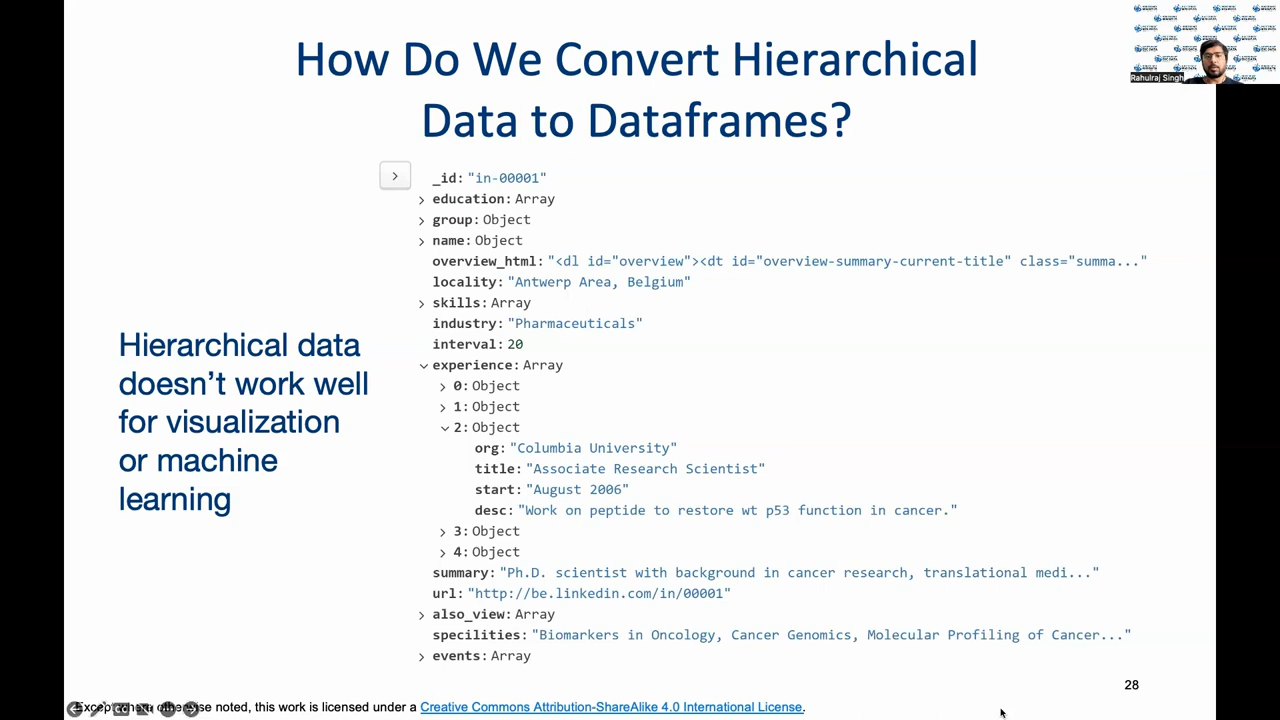 How Do We Convert Hierarchical
Data to Dataframes?
Rahulraj Singh
_id: "in-00001"
education: Array
group: Object
name: Object
overview_html: "<dl id="overview"><dt id="overview-summary-current-title" class="summa..."
locality: "Antwerp Area, Belgium"
skills: Array
industry: "Pharmaceuticals"
interval: 20
experience: Array
0: Object
1: Object
2: Object
org: "Columbia University"
title: "Associate Research Scientist"
start: "August 2006"
desc: "Work on peptide to restore wt p53 function in cancer."
3: Object
4: Object
summary: "Ph.D. scientist with background in cancer research, translational medi..."
url: "http://be.linkedin.com/in/00001"
also_view: Array
specilities: "Biomarkers in Oncology, Cancer Genomics, Molecular Profiling of Cancer..."
events: Array
Hierarchical data
doesn't work well
for visualization
or machine
learning
28
Except where otherwise noted, this work is licensed under a Creative Commons Attribution-ShareAlike 4.0 International License.